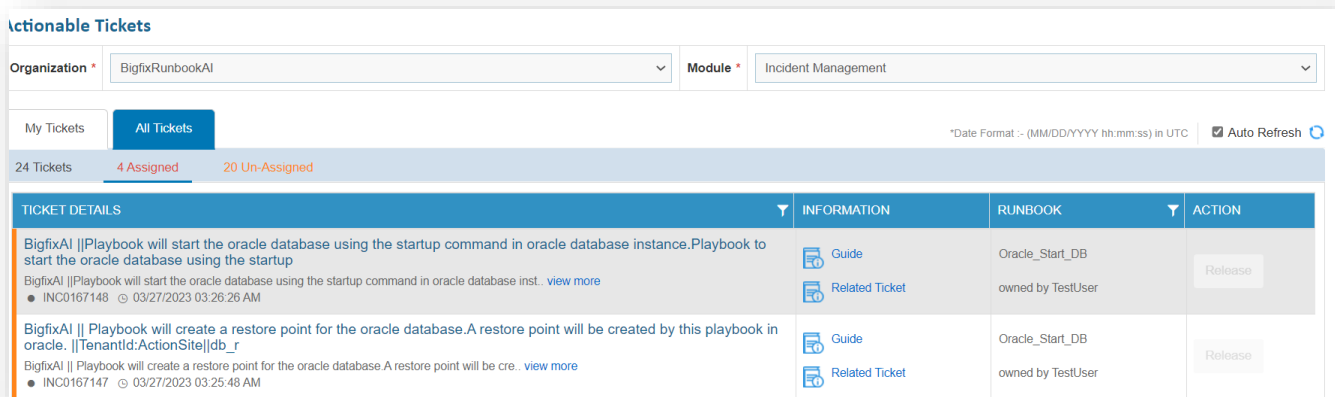 Actionable Tickets
Organization * BigfixRunbookAI Module * Incident Management
My Tickets All Tickets *Date Format :- (MM/DD/YYYY hh:mm:ss) in UTC Auto Refresh
24 Tickets 4 Assigned 20 Un-Assigned
TICKET DETAILS INFORMATION RUNBOOK ACTION
BigfixAI ||Playbook will start the oracle database using the startup command in oracle database instance.Playbook to
start the oracle database using the startup
BigfixAI ||Playbook will start the oracle database using the startup command in oracle database inst.. view more
INC0167148 03/27/2023 03:26:26 AM
Guide
Related Ticket
Oracle_Start_DB
owned by TestUser
Release
BigfixAI || Playbook will create a restore point for the oracle database.A restore point will be created by this playbook in
oracle. ||TenantId:ActionSite||db_r
BigfixAI || Playbook will create a restore point for the oracle database.A restore point will be cre.. view more
INC0167147 03/27/2023 03:25:48 AM
Guide
Related Ticket
Oracle_Start_DB
owned by TestUser
Release